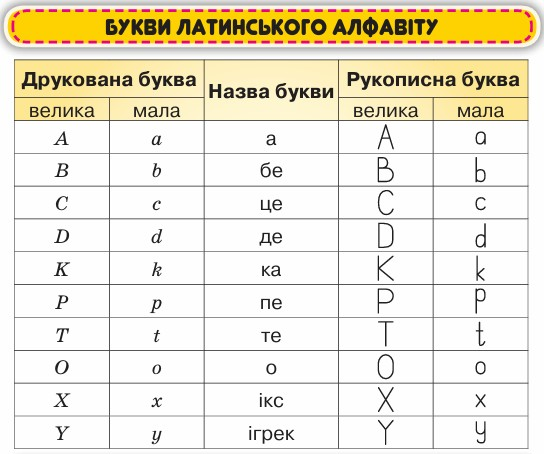 БУКВИ ЛАТИНСЬКОГО АЛФАВІТУ
Друкована буква Назва букви Рукописна буква
велика мала велика мала
A a а A a
B b бе B b
C c це C c
D d де D d
K k ка K k
P p пе P p
T t те T t
O o о O o
X x ікс X x
Y y ігрек Y y